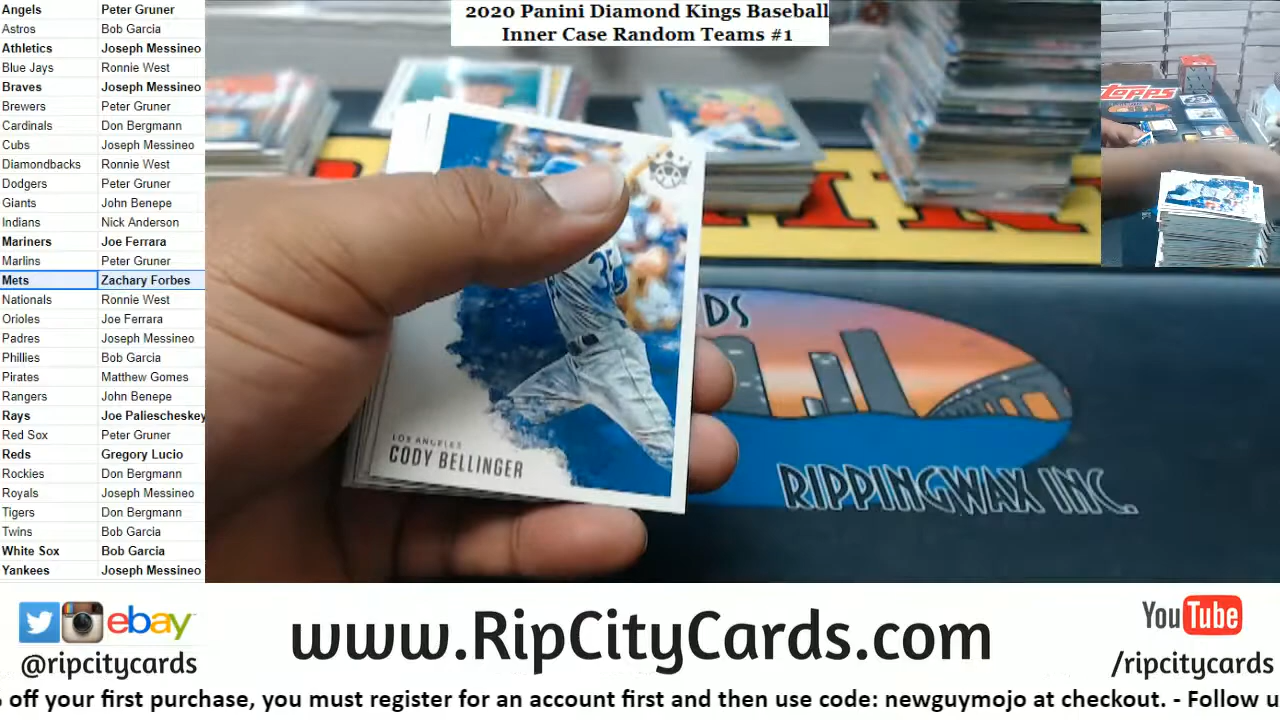 2020 Panini Diamond Kings Baseball
Inner Case Random Teams #1
Angels Peter Gruner
Astros Bob Garcia
Athletics Joseph Messineo
Blue Jays Ronnie West
Braves Joseph Messineo
Brewers Peter Gruner
Cardinals Don Bergmann
Cubs Joseph Messineo
Diamondbacks Ronnie West
Dodgers Peter Gruner
Giants John Benepe
Indians Nick Anderson
Mariners Joe Ferrara
Marlins Peter Gruner
Mets Zachary Forbes
Nationals Ronnie West
Orioles Joe Ferrara
Padres Joseph Messineo
Phillies Bob Garcia
Pirates Matthew Gomes
Rangers John Benepe
Rays Joe Paliescheskey
Red Sox Peter Gruner
Reds Gregory Lucio
Rockies Don Bergmann
Royals Joseph Messineo
Tigers Don Bergmann
Twins Bob Garcia
White Sox Bob Garcia
Yankees Joseph Messineo
TOPPS
35
LOS ANGELES
CODY BELLINGER
DS
RIPPINGWAX INC.
ebay
@ripcitycards
www.RipCityCards.com
YouTube
/ripcitycards
off your first purchase, you must register for an account first and then use code: newguymojo at checkout. - Follow u